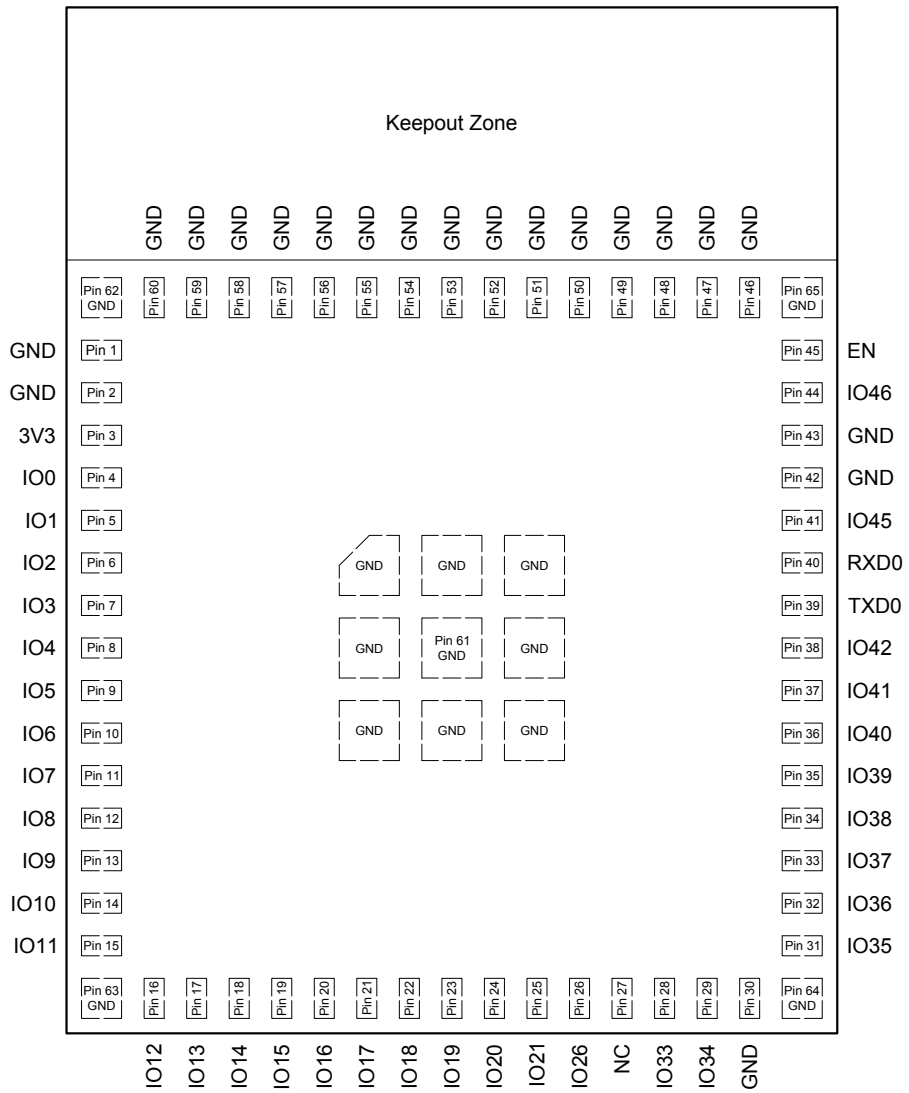 Keepout Zone
GND GND GND GND GND GND GND GND GND GND GND GND GND GND GND
Pin 62 GND
Pin 60 Pin 59 Pin 58 Pin 57 Pin 56 Pin 55 Pin 54 Pin 53 Pin 52 Pin 51 Pin 50 Pin 49 Pin 48 Pin 47 Pin 46
Pin 65 GND
GND Pin 1 Pin 45 EN
GND Pin 2 Pin 44 IO46
3V3 Pin 3 Pin 43 GND
IO0 Pin 4 Pin 42 GND
IO1 Pin 5 Pin 41 IO45
IO2 Pin 6 GND GND GND Pin 40 RXD0
IO3 Pin 7 Pin 39 TXD0
IO4 Pin 8 GND Pin 61 GND GND Pin 38 IO42
IO5 Pin 9 Pin 37 IO41
IO6 Pin 10 GND GND GND Pin 36 IO40
IO7 Pin 11 Pin 35 IO39
IO8 Pin 12 Pin 34 IO38
IO9 Pin 13 Pin 33 IO37
IO10 Pin 14 Pin 32 IO36
IO11 Pin 15 Pin 31 IO35
Pin 63 GND
Pin 16 Pin 17 Pin 18 Pin 19 Pin 20 Pin 21 Pin 22 Pin 23 Pin 24 Pin 25 Pin 26 Pin 27 Pin 28 Pin 29 Pin 30
Pin 64 GND
IO12 IO13 IO14 IO15 IO16 IO17 IO18 IO19 IO20 IO21 IO26 NC IO33 IO34 GND